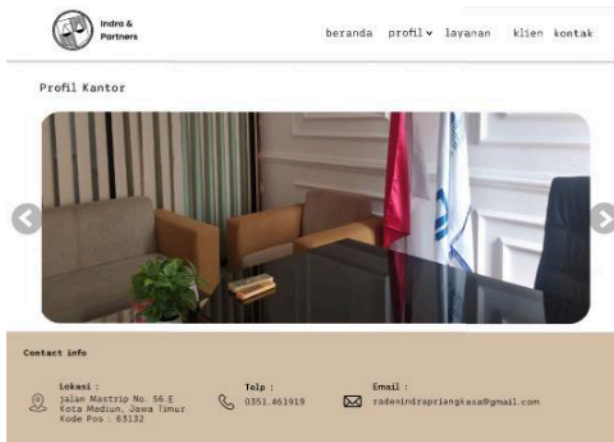 Indra &
Partners
beranda profil layanan klien kontak
Profil Kantor
Contact info
Lokasi :
jalan Mastrip No. 56.E
Kota Madiun, Jawa Timur
Kode Pos : 63132
Telp :
0351.461919
Email :
radenindrapriangkasa@gmail.com